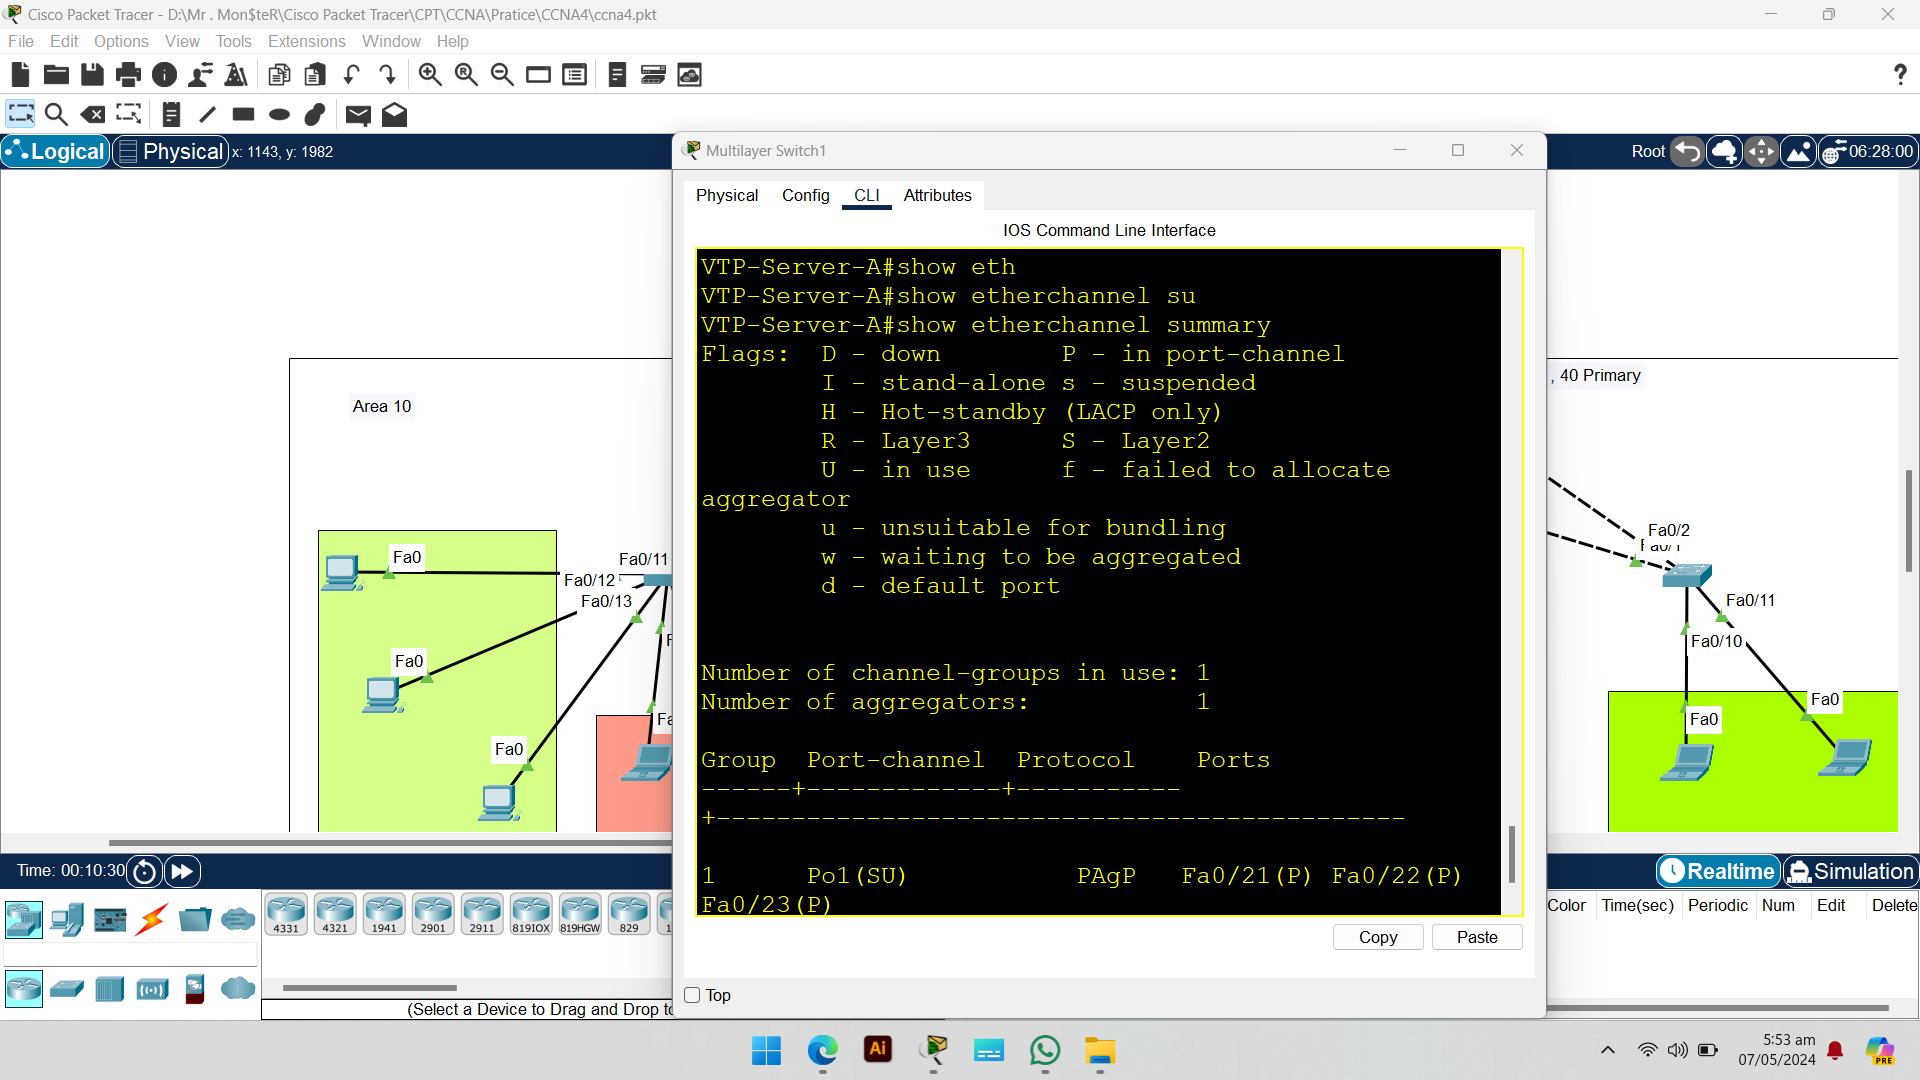 Cisco Packet Tracer - D:\Mr . Mon$teR\Cisco Packet Tracer\CPT\CCNA\Pratice\CCNA4\ccna4.pkt
File Edit Options View Tools Extensions Window Help
?
Logical Physical x: 1143, y: 1982
Root 06:28:00
Multilayer Switch1
Physical Config CLI Attributes
IOS Command Line Interface
VTP-Server-A#show eth
VTP-Server-A#show etherchannel su
VTP-Server-A#show etherchannel summary
Flags:  D - down        P - in port-channel
I - stand-alone s - suspended
H - Hot-standby (LACP only)
R - Layer3      S - Layer2
U - in use      f - failed to allocate
aggregator
u - unsuitable for bundling
w - waiting to be aggregated
d - default port
Number of channel-groups in use: 1
Number of aggregators:           1
Group  Port-channel  Protocol    Ports
------+-------------+-----------
+----------------------------------------------
1      Po1(SU)           PAgP   Fa0/21(P) Fa0/22(P)
Fa0/23(P)
Copy Paste
Top
Area 10
Fa0
Fa0/11
Fa0/12
Fa0/13
Fa0
Fa0
, 40 Primary
Fa0/2
Fa0/11
Fa0/10
Fa0
Fa0
Time: 00:10:30
Realtime Simulation
4331 4321 1941 2901 2911 819IOX 819HGW 829
Color Time(sec) Periodic Num Edit Delete
(Select a Device to Drag and Drop to
Ai
PRE
5:53 am
07/05/2024